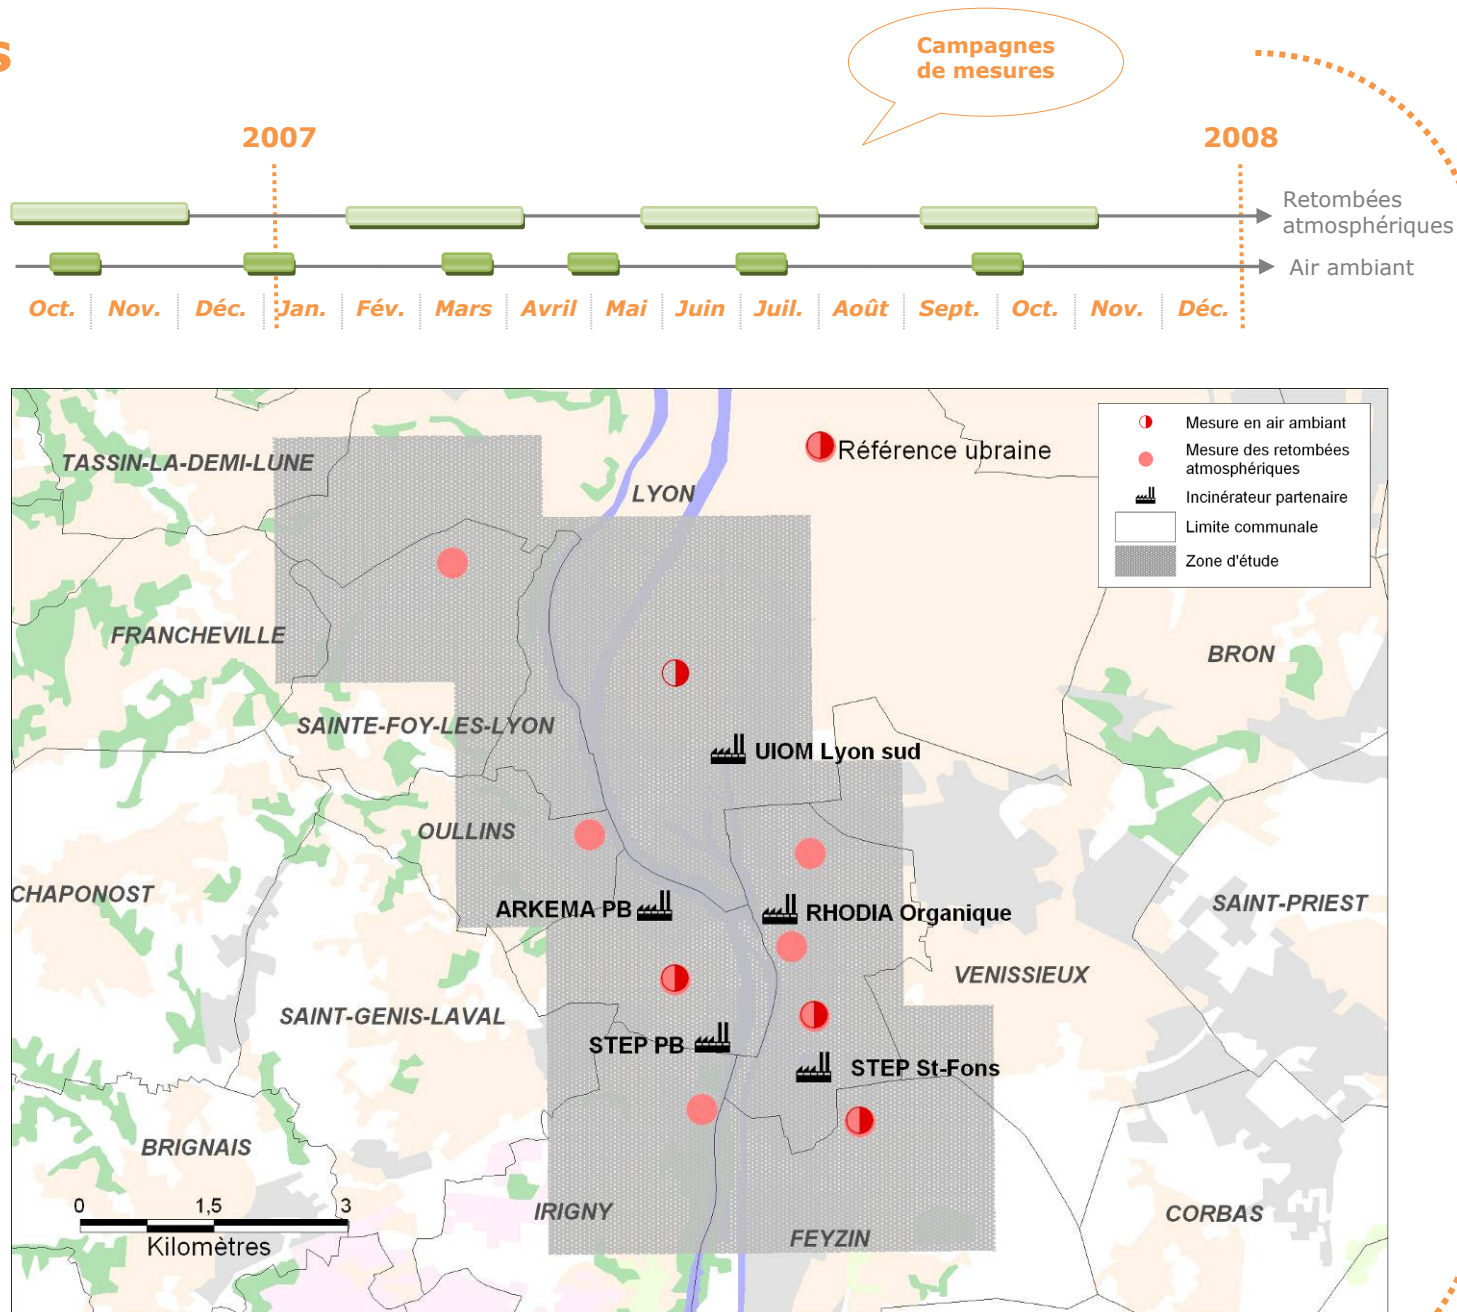 s
Campagnes
de mesures
2007
2008
Retombées
atmosphériques
Air ambiant
Oct. Nov. Déc. Jan. Fév. Mars Avril Mai Juin Juil. Août Sept. Oct. Nov. Déc.
Mesure en air ambiant
Mesure des retombées
atmosphériques
Incinérateur partenaire
Limite communale
Zone d'étude
Référence ubraine
TASSIN-LA-DEMI-LUNE
LYON
FRANCHEVILLE
BRON
SAINTE-FOY-LES-LYON
UIOM Lyon sud
OULLINS
CHAPONOST
ARKEMA PB
RHODIA Organique
SAINT-PRIEST
VENISSIEUX
SAINT-GENIS-LAVAL
STEP PB
STEP St-Fons
BRIGNAIS
IRIGNY
CORBAS
FEYZIN
0 1,5 3
Kilomètres